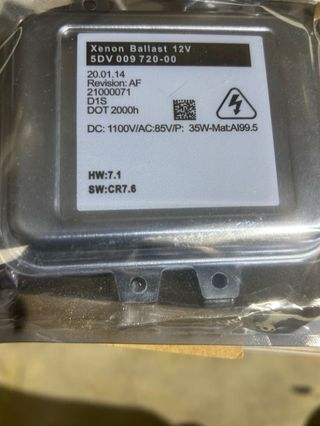 Xenon Ballast 12V
5DV 009 720-00
20.01.14
Revision: AF
21000071
D1S
DOT 2000h
DC: 1100V/AC:85V/P: 35W-Mat:Al99.5
HW:7.1
SW:CR7.6